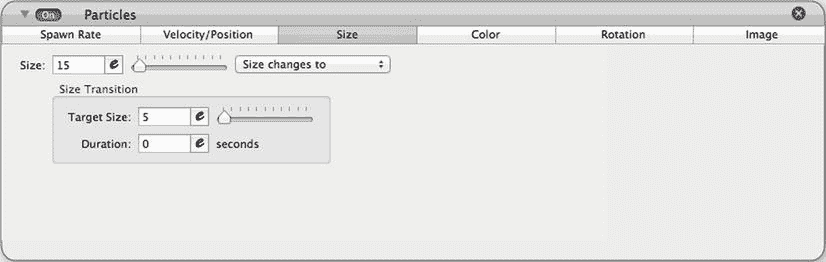 On Particles
Spawn Rate Velocity/Position Size Color Rotation Image
Size: 15 e Size changes to
Size Transition
Target Size: 5 e
Duration: 0 e seconds